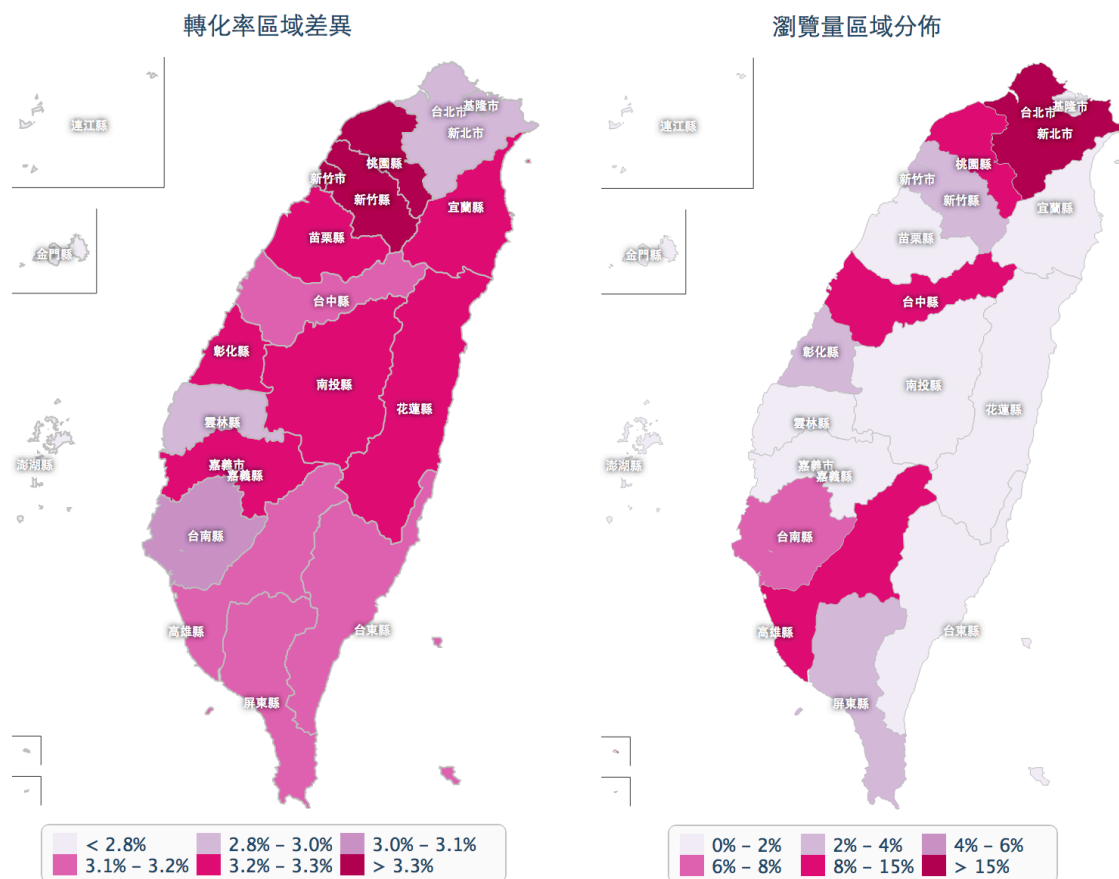 轉化率區域差異
連江縣
台北市
基隆市
新北市
桃園縣
新竹市
新竹縣
宜蘭縣
苗栗縣
金門縣
台中縣
彰化縣
南投縣
花蓮縣
雲林縣
澎湖縣
嘉義市
嘉義縣
台南縣
高雄縣
台東縣
屏東縣
< 2.8%
2.8% – 3.0%
3.0% – 3.1%
3.1% – 3.2%
3.2% – 3.3%
> 3.3%
瀏覽量區域分佈
連江縣
台北市
基隆市
新北市
桃園縣
新竹市
新竹縣
宜蘭縣
苗栗縣
金門縣
台中縣
彰化縣
南投縣
花蓮縣
雲林縣
澎湖縣
嘉義市
嘉義縣
台南縣
高雄縣
台東縣
屏東縣
0% – 2%
2% – 4%
4% – 6%
6% – 8%
8% – 15%
> 15%